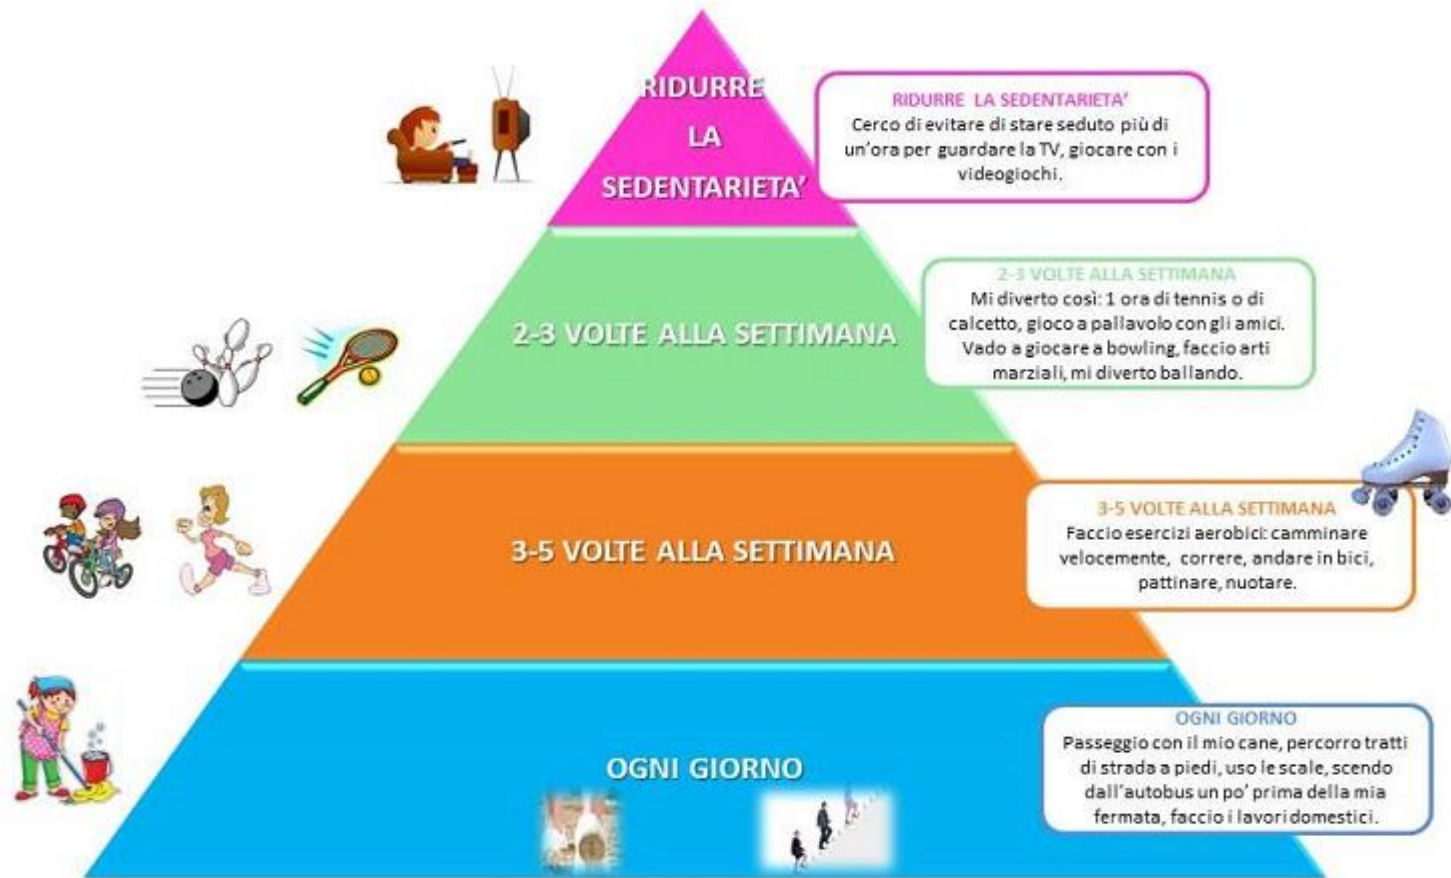 RIDURRE
LA
SEDENTARIETA'
RIDURRE LA SEDENTARIETA'
Cerco di evitare di stare seduto più di
un'ora per guardare la TV, giocare con i
videogiochi.
2-3 VOLTE ALLA SETTIMANA
2-3 VOLTE ALLA SETTIMANA
Mi diverto così: 1 ora di tennis o di
calcetto, gioco a pallavolo con gli amici.
Vado a giocare a bowling, faccio arti
marziali, mi diverto ballando.
3-5 VOLTE ALLA SETTIMANA
3-5 VOLTE ALLA SETTIMANA
Faccio esercizi aerobici: camminare
velocemente, correre, andare in bici,
pattinare, nuotare.
OGNI GIORNO
OGNI GIORNO
Passeggio con il mio cane, percorro tratti
di strada a piedi, uso le scale, scendo
dall'autobus un po' prima della mia
fermata, faccio i lavori domestici.